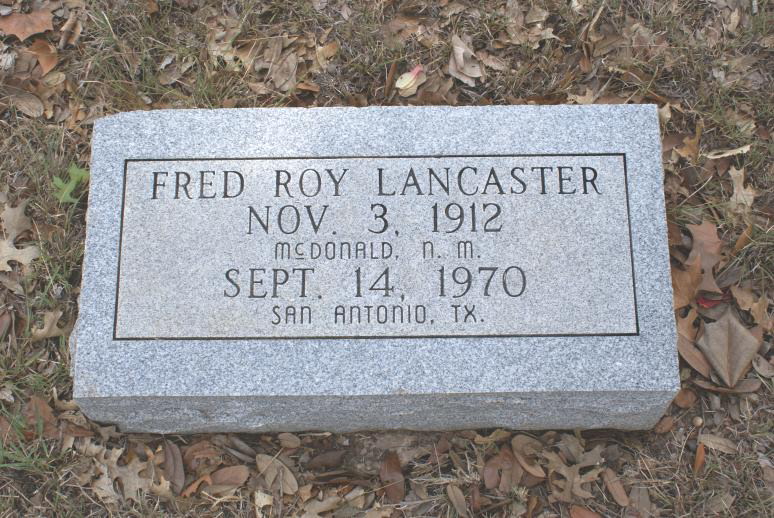 FRED ROY LANCASTER
NOV. 3, 1912
McDONALD, N. M.
SEPT. 14, 1970
SAN ANTONIO, TX.